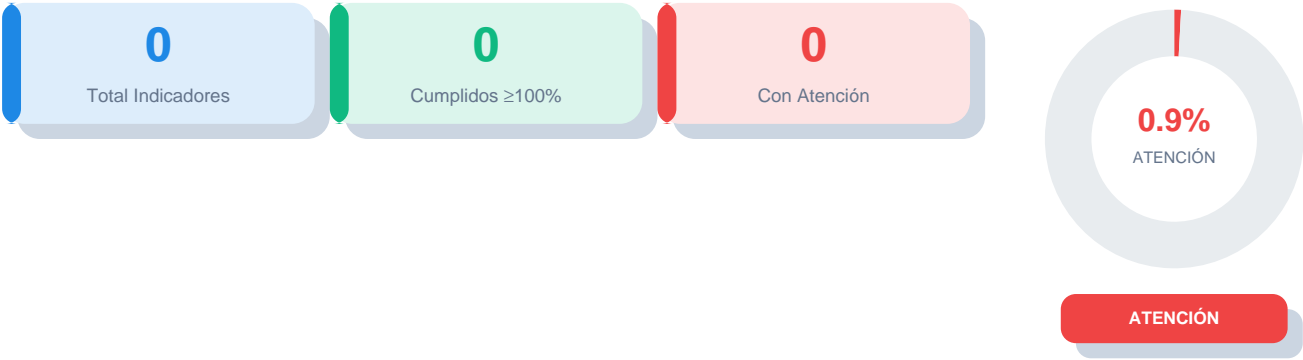 0
Total Indicadores
0
Cumplidos ≥100%
0
Con Atención
0.9%
ATENCIÓN
ATENCIÓN